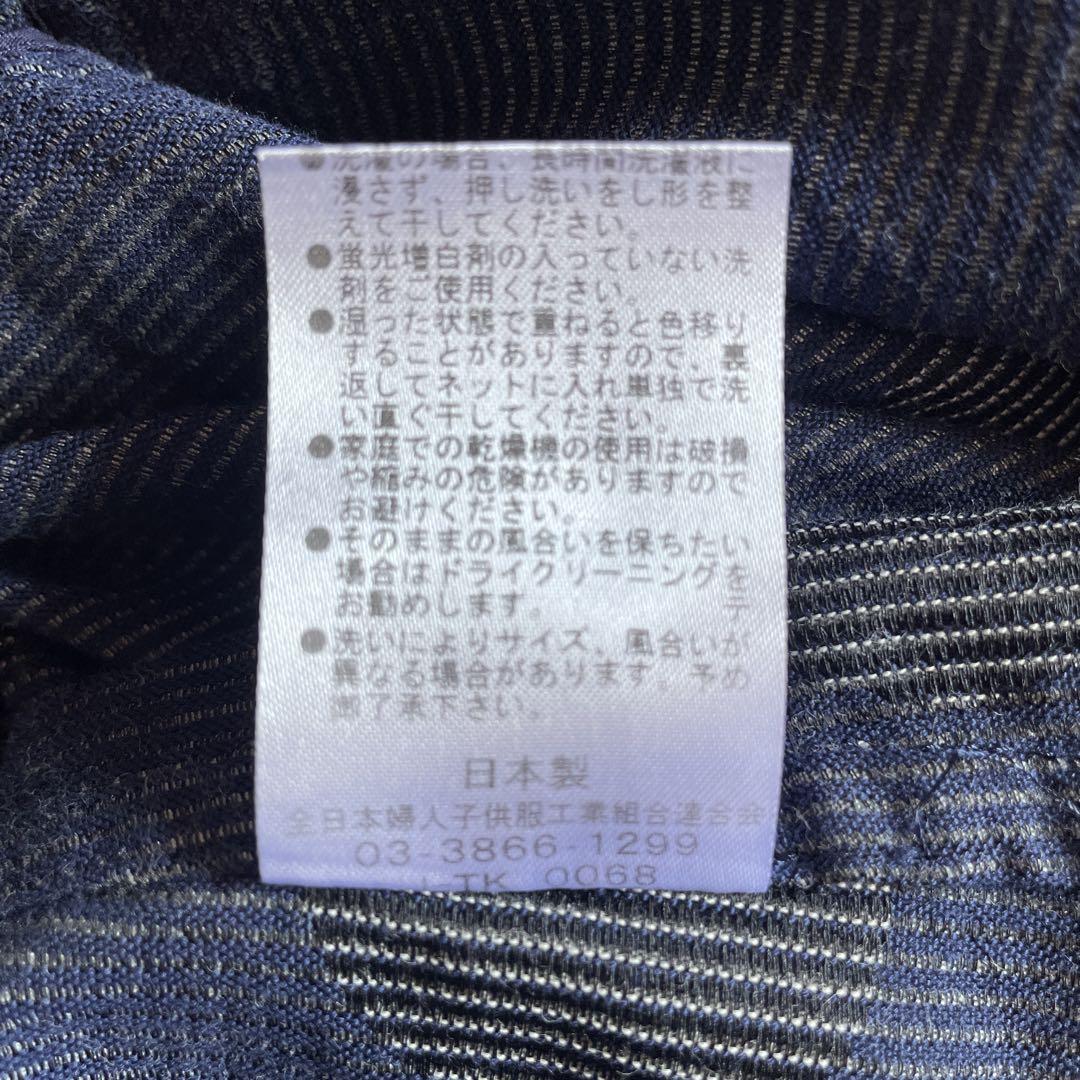 ●洗濯の場合、長時間洗濯液に
浸さず、押し洗いをし形を整
えて干してください。
●蛍光増白剤の入っていない洗
剤をご使用ください。
●湿った状態で重ねると色移り
することがありますので、裏
返してネットに入れ単独で洗
い直ぐ干してください。
●家庭での乾燥機の使用は破損
や縮みの危険がありますので
お避けください。
●そのままの風合いを保ちたい
場合はドライクリーニングを
お勧めします。 テ
●洗いによりサイズ、風合いが
異なる場合があります。予め
御了承下さい。
日本製
全日本婦人子供服工業組合連合会
03-3866-1299
J-TK 0068